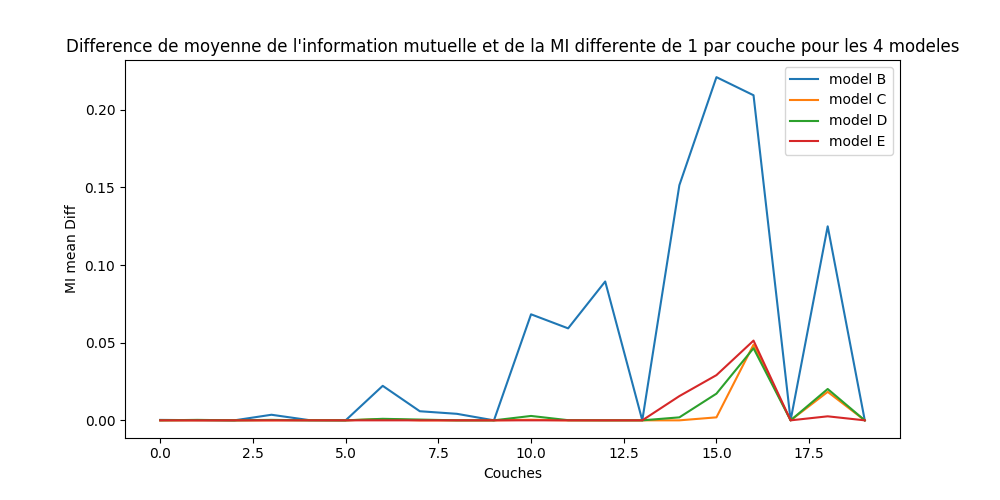 Difference de moyenne de l'information mutuelle et de la MI differente de 1 par couche pour les 4 modeles
model B
model C
model D
model E
0.20
0.15
0.10
0.05
0.00
MI mean Diff
0.0 2.5 5.0 7.5 10.0 12.5 15.0 17.5
Couches